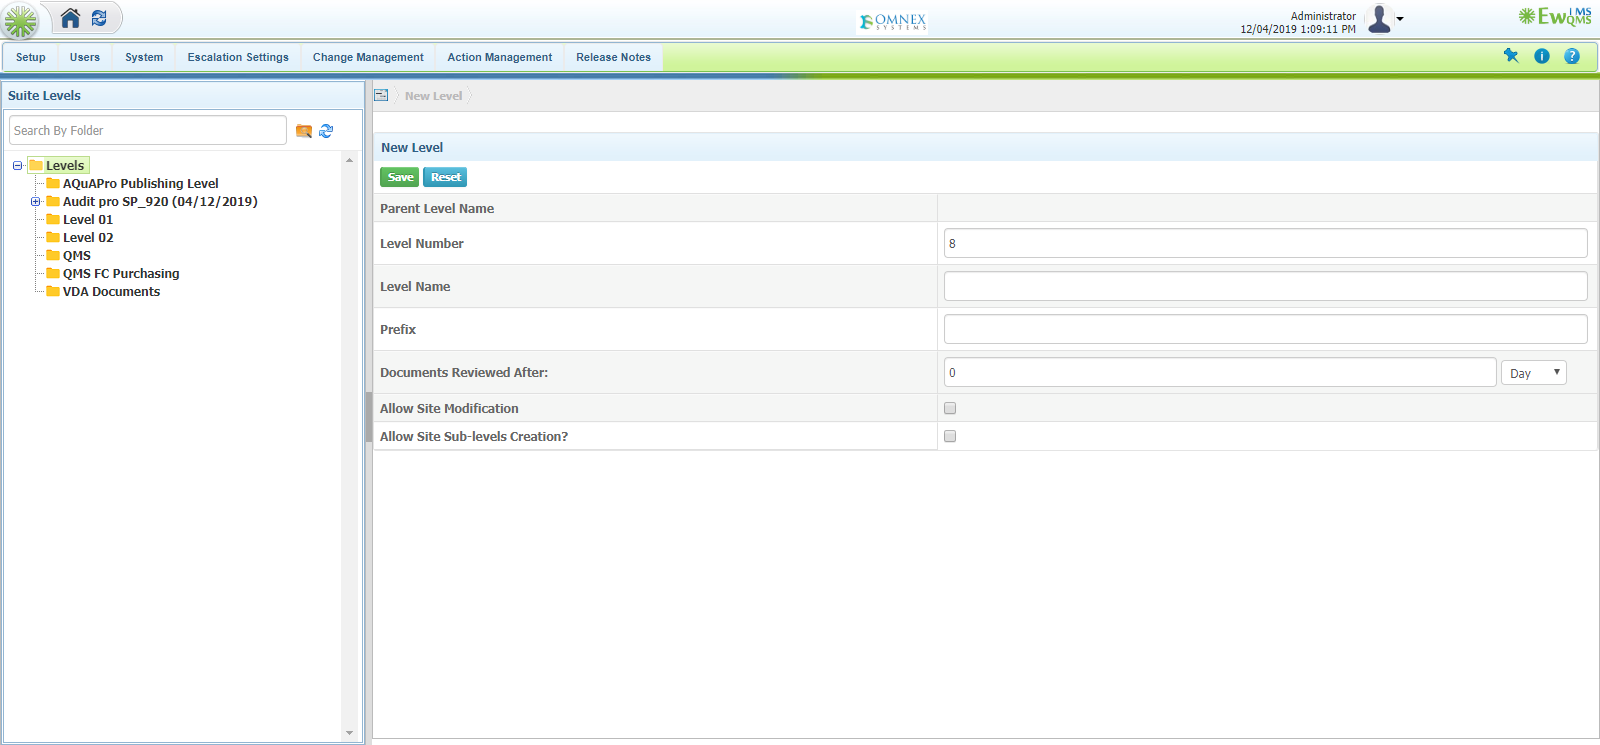 OMNEX
SYSTEMS
Administrator
12/04/2019 1:09:11 PM
EwIMS
QMS
Setup
Users
System
Escalation Settings
Change Management
Action Management
Release Notes
Suite Levels
Search By Folder
Levels
AQuAPro Publishing Level
Audit pro SP_920 (04/12/2019)
Level 01
Level 02
QMS
QMS FC Purchasing
VDA Documents
New Level
New Level
Save
Reset
Parent Level Name
Level Number
8
Level Name
Prefix
Documents Reviewed After:
0
Day
Allow Site Modification
Allow Site Sub-levels Creation?